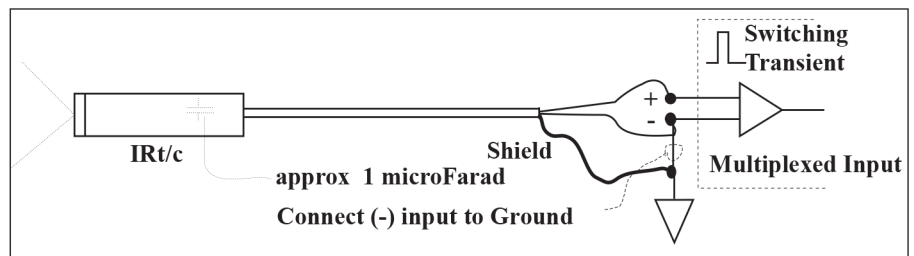 Switching
Transient
+
-
IRt/c
Shield
Multiplexed Input
approx 1 microFarad
Connect (-) input to Ground